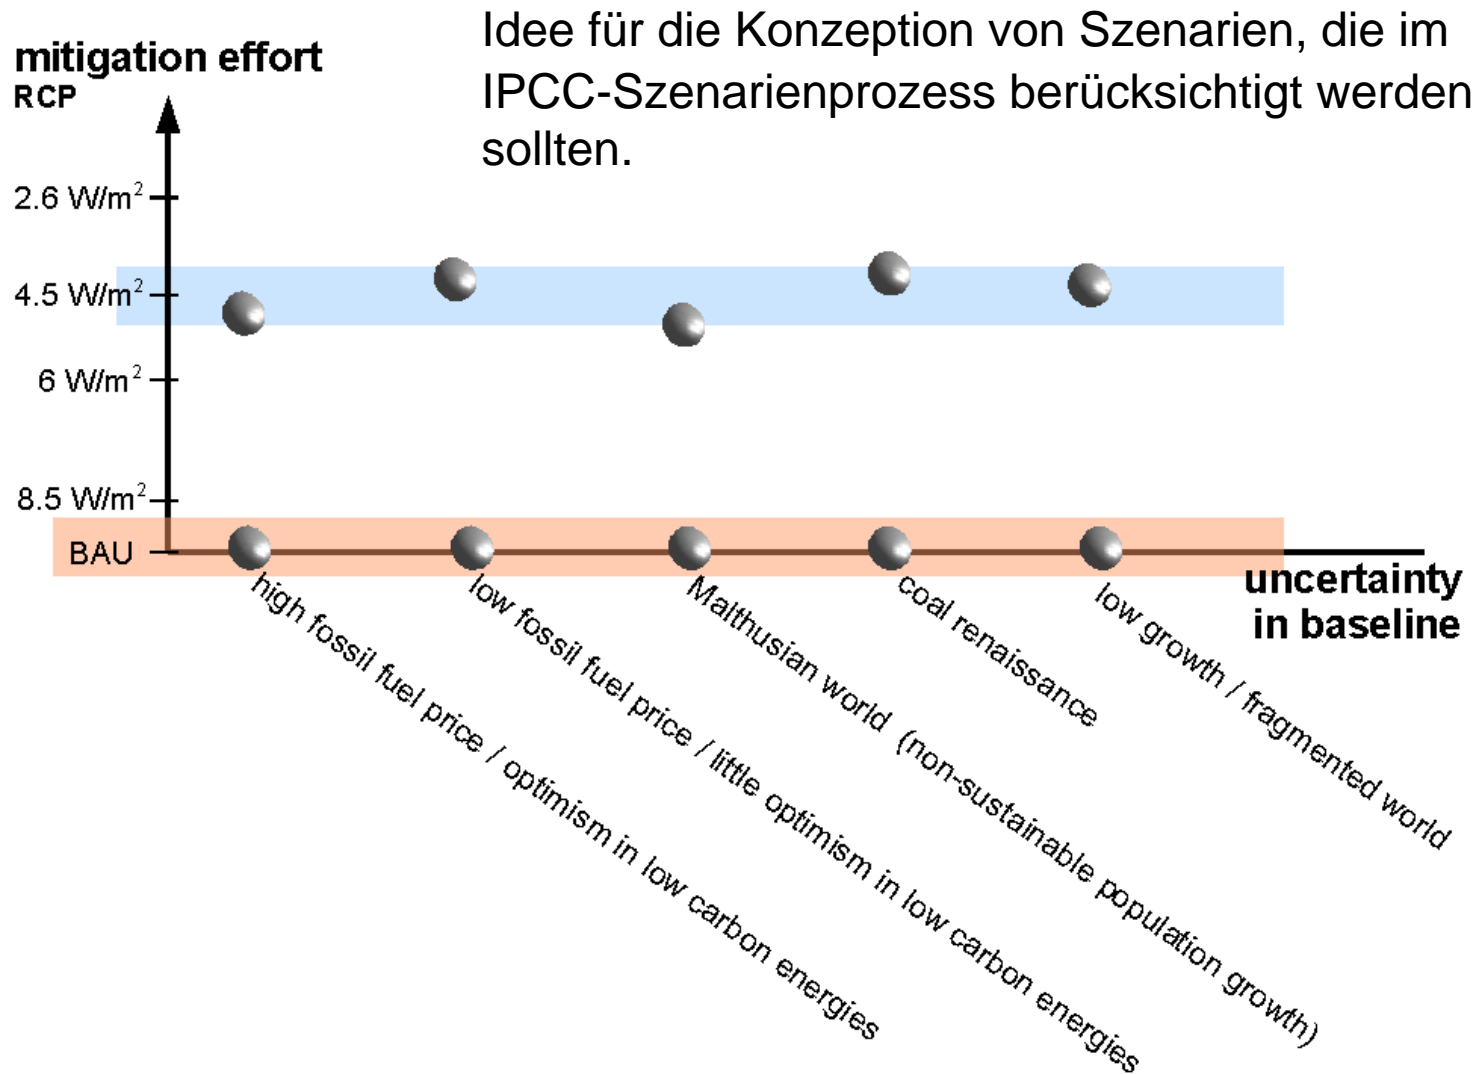 Idee für die Konzeption von Szenarien, die im
IPCC-Szenarienprozess berücksichtigt werden
sollten.
mitigation effort
RCP
2.6 W/m²
4.5 W/m²
6 W/m²
8.5 W/m²
BAU
uncertainty
in baseline
high fossil fuel price / optimism in low carbon energies
low fossil fuel price / little optimism in low carbon energies
Malthusian world (non-sustainable population growth)
coal renaissance
low growth / fragmented world